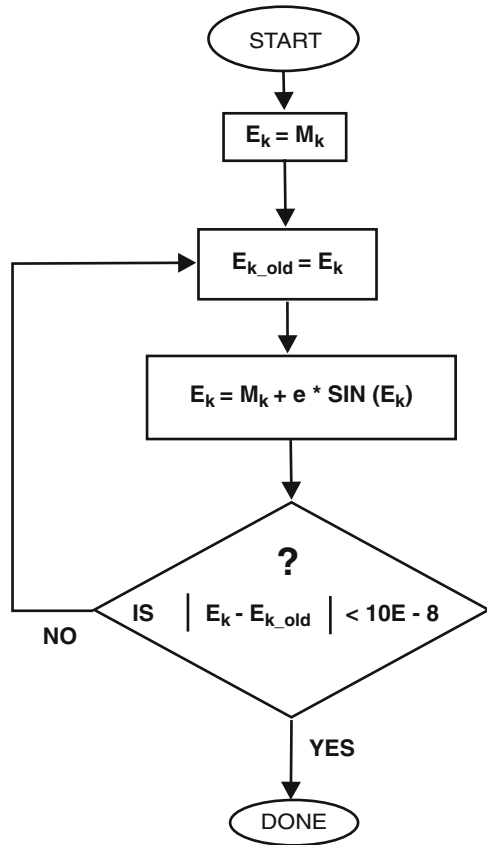 START
E_k = M_k
E_k_old = E_k
E_k = M_k + e * SIN (E_k)
?
IS | E_k - E_k_old | < 10E - 8
NO
YES
DONE